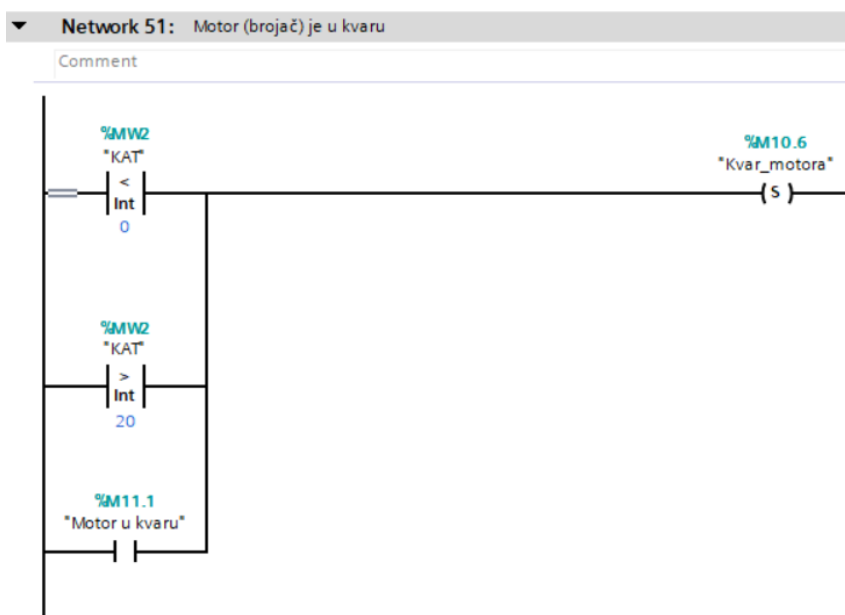 Network 51: Motor (brojač) je u kvaru
Comment
%MW2
"KAT"
<
Int
0
%M10.6
"Kvar_motora"
S
%MW2
"KAT"
>
Int
20
%M11.1
"Motor u kvaru"